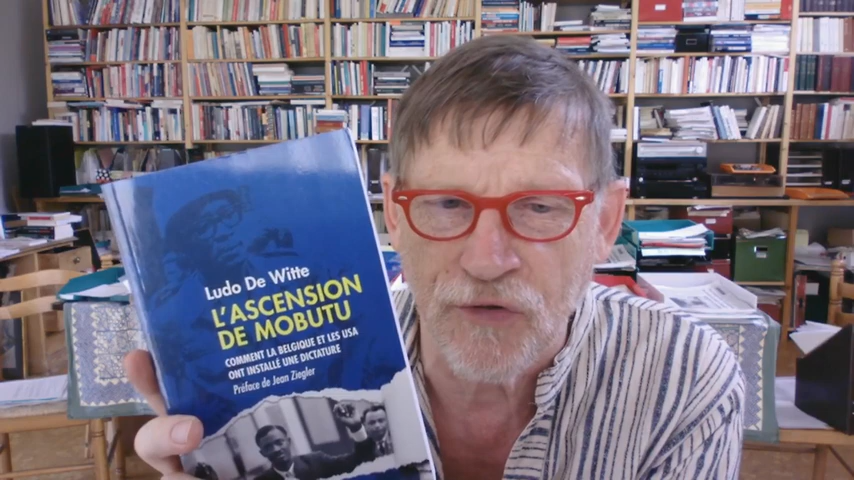 Ludo De Witte
L'ASCENSION
DE MOBUTU
COMMENT LA BELGIQUE ET LES USA
ONT INSTALLÉ UNE DICTATURE
Préface de Jean Ziegler